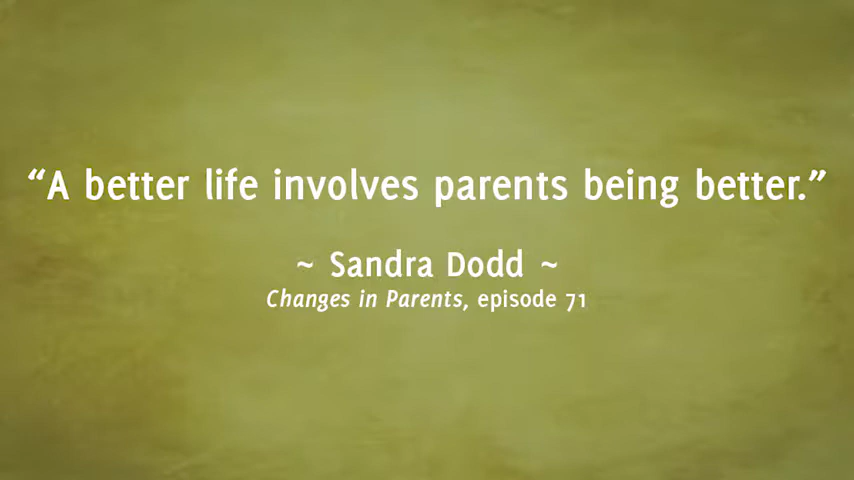 “A better life involves parents being better.”
~ Sandra Dodd ~
Changes in Parents, episode 71